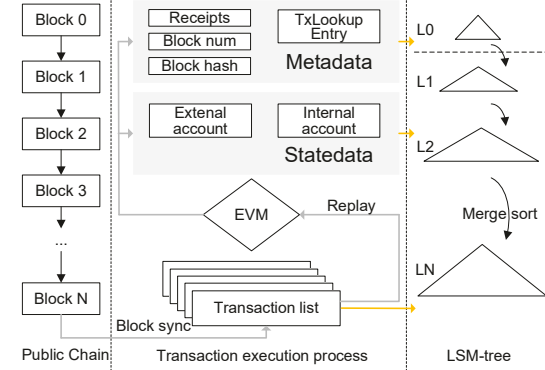 Block 0
Block 1
Block 2
Block 3
...
Block N
Public Chain
Receipts
Block num
Block hash
TxLookup
Entry
Metadata
Extenal
account
Internal
account
Statedata
EVM
Replay
Transaction list
Block sync
Transaction execution process
L0
L1
L2
Merge sort
LN
LSM-tree